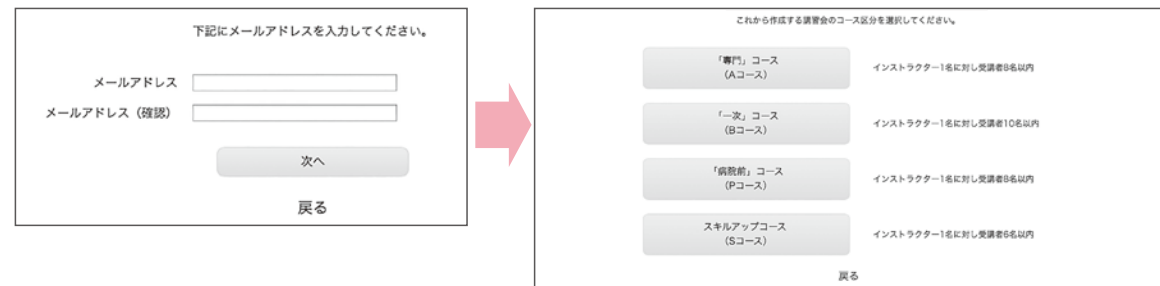 下記にメールアドレスを入力してください。
メールアドレス
メールアドレス（確認）
次へ
戻る
これから作成する講習会のコース区分を選択してください。
「専門」コース
（Aコース）
インストラクター1名に対し受講者8名以内
「一次」コース
（Bコース）
インストラクター1名に対し受講者10名以内
「病院前」コース
（Pコース）
インストラクター1名に対し受講者8名以内
スキルアップコース
（Sコース）
インストラクター1名に対し受講者6名以内
戻る